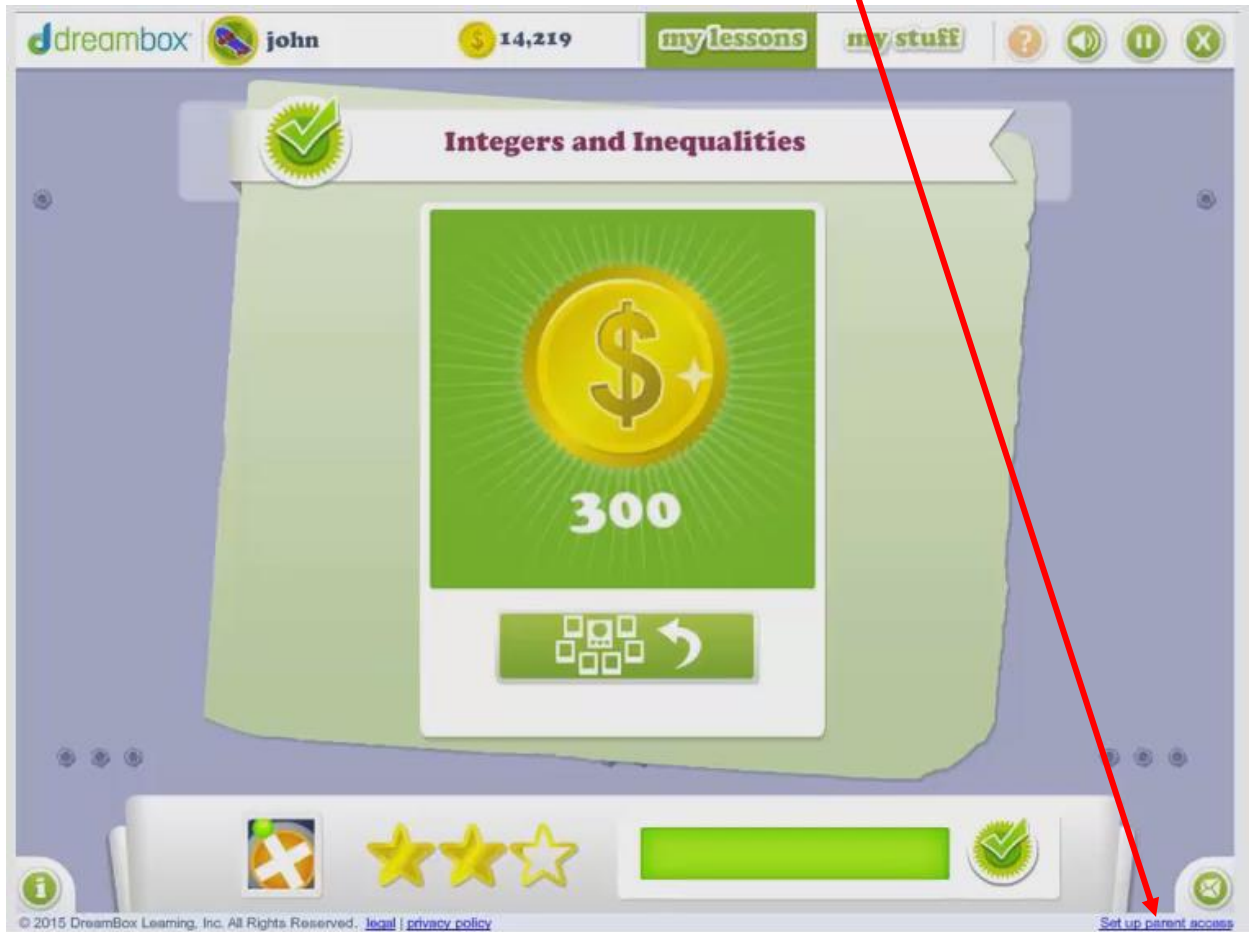 dreambox john 14,219 my lessons my stuff ?
Integers and Inequalities
$
300
© 2015 DreamBox Learning, Inc. All Rights Reserved. legal | privacy policy Set up parent access